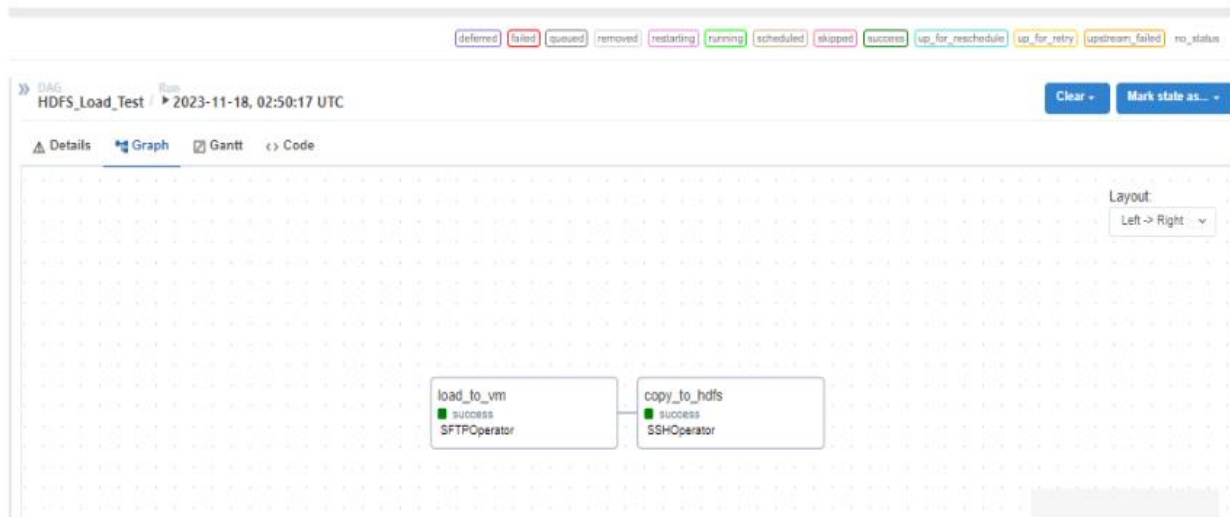 deferred failed queued removed restarting running scheduled skipped success up_for_reschedule up_for_retry upstream_failed no_status
DAG Run
HDFS_Load_Test / 2023-11-18, 02:50:17 UTC
Clear Mark state as...
Details Graph Gantt <> Code
Layout:
Left -> Right
load_to_vm
success
SFTPOperator
copy_to_hdfs
success
SSHOperator